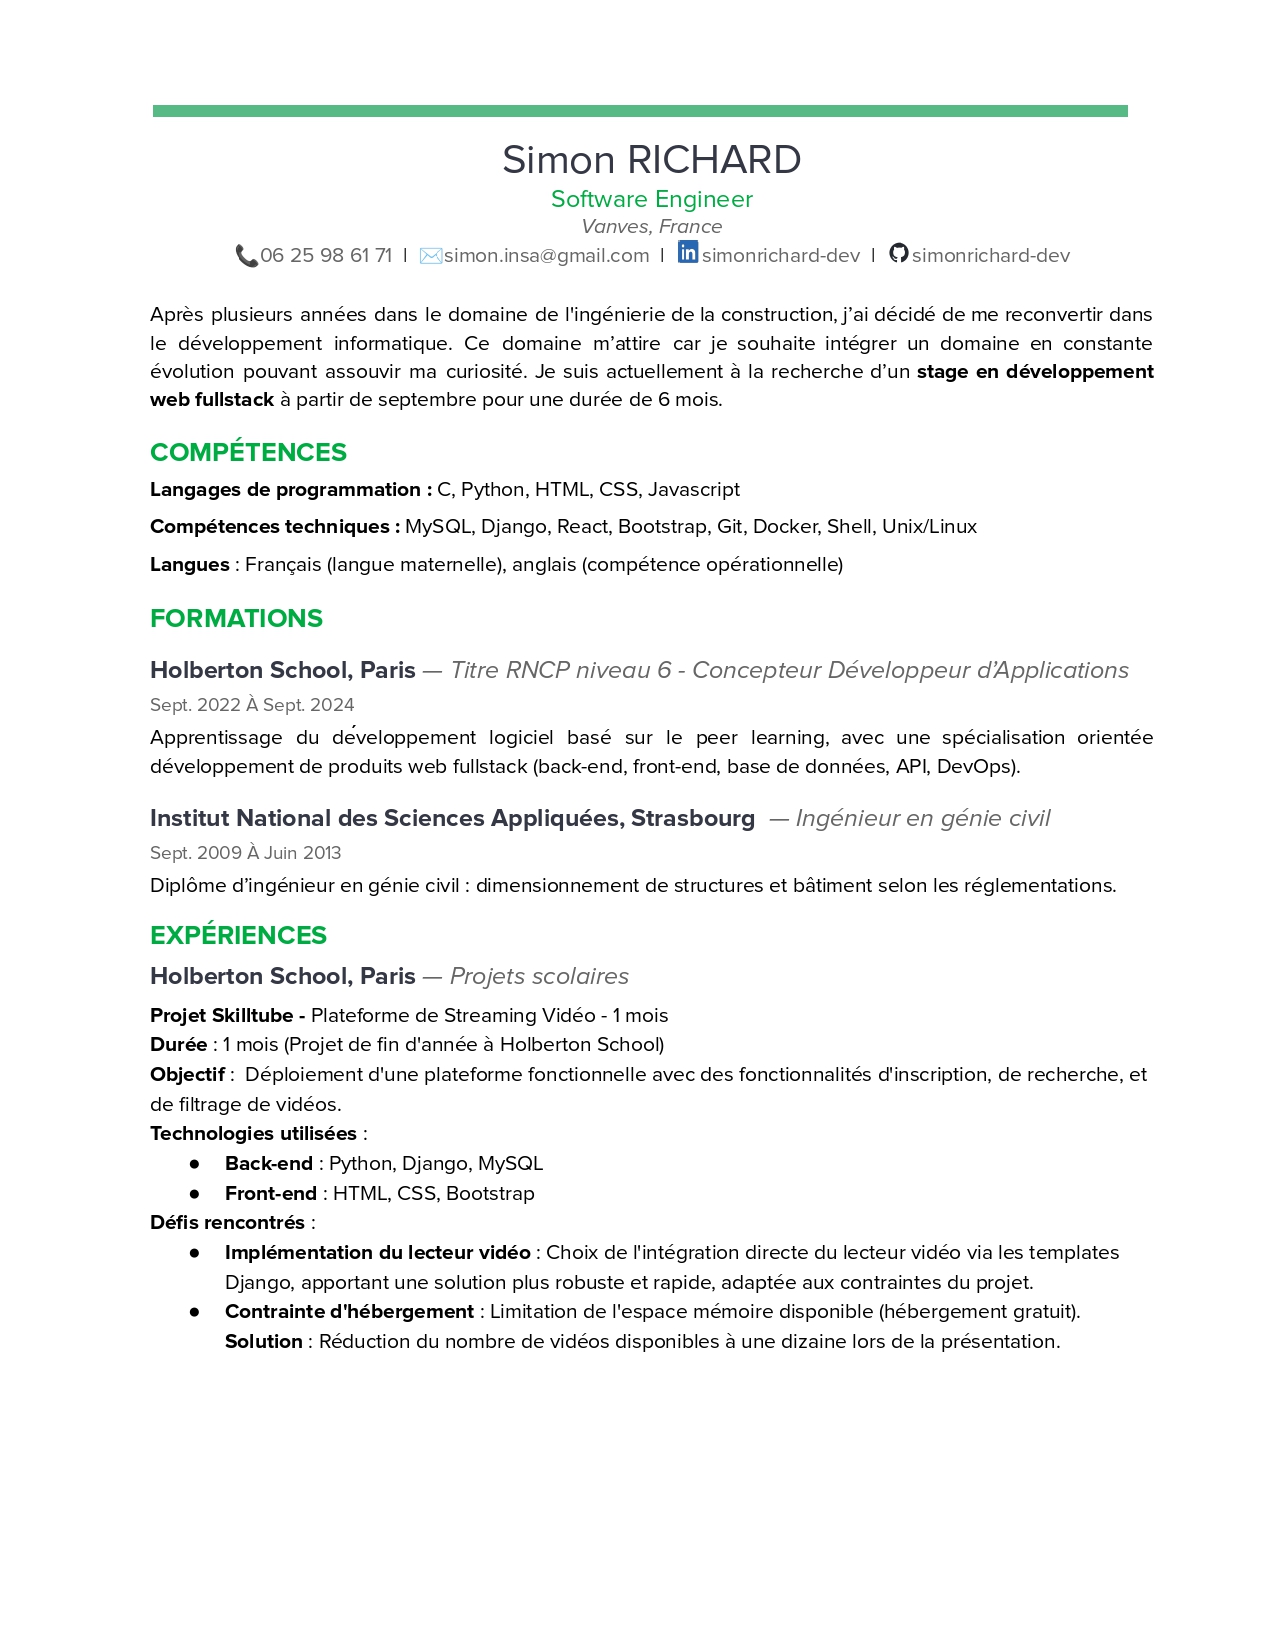 Simon RICHARD
Software Engineer
Vanves, France
📞06 25 98 61 71 | ✉️simon.insa@gmail.com | in simonrichard-dev | simonrichard-dev
Après plusieurs années dans le domaine de l'ingénierie de la construction, j’ai décidé de me reconvertir dans
le développement informatique. Ce domaine m’attire car je souhaite intégrer un domaine en constante
évolution pouvant assouvir ma curiosité. Je suis actuellement à la recherche d’un stage en développement
web fullstack à partir de septembre pour une durée de 6 mois.
COMPÉTENCES
Langages de programmation : C, Python, HTML, CSS, Javascript
Compétences techniques : MySQL, Django, React, Bootstrap, Git, Docker, Shell, Unix/Linux
Langues : Français (langue maternelle), anglais (compétence opérationnelle)
FORMATIONS
Holberton School, Paris — Titre RNCP niveau 6 - Concepteur Développeur d’Applications
Sept. 2022 À Sept. 2024
Apprentissage du développement logiciel basé sur le peer learning, avec une spécialisation orientée
développement de produits web fullstack (back-end, front-end, base de données, API, DevOps).
Institut National des Sciences Appliquées, Strasbourg — Ingénieur en génie civil
Sept. 2009 À Juin 2013
Diplôme d’ingénieur en génie civil : dimensionnement de structures et bâtiment selon les réglementations.
EXPÉRIENCES
Holberton School, Paris — Projets scolaires
Projet Skilltube - Plateforme de Streaming Vidéo - 1 mois
Durée : 1 mois (Projet de fin d'année à Holberton School)
Objectif : Déploiement d'une plateforme fonctionnelle avec des fonctionnalités d'inscription, de recherche, et
de filtrage de vidéos.
Technologies utilisées :
● Back-end : Python, Django, MySQL
● Front-end : HTML, CSS, Bootstrap
Défis rencontrés :
● Implémentation du lecteur vidéo : Choix de l'intégration directe du lecteur vidéo via les templates
Django, apportant une solution plus robuste et rapide, adaptée aux contraintes du projet.
● Contrainte d'hébergement : Limitation de l'espace mémoire disponible (hébergement gratuit).
Solution : Réduction du nombre de vidéos disponibles à une dizaine lors de la présentation.